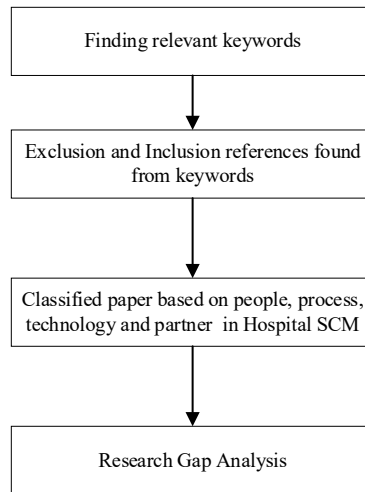 Finding relevant keywords
Exclusion and Inclusion references found
from keywords
Classified paper based on people, process,
technology and partner in Hospital SCM
Research Gap Analysis